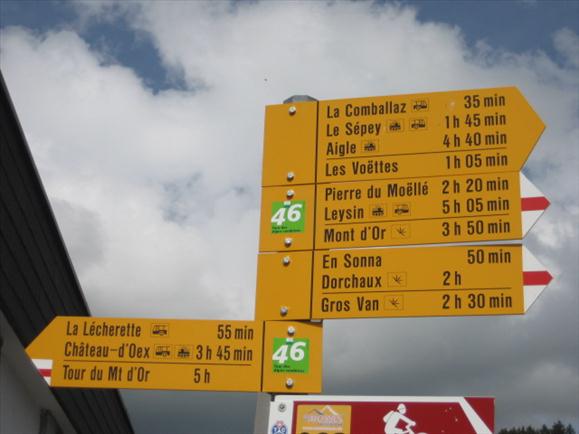 La Comballaz 35 min
Le Sépey 1 h 45 min
Aigle 4 h 40 min
Les Voëttes 1 h 05 min
46
Pierre du Moëllé 2 h 20 min
Leysin 5 h 05 min
Mont d'Or 3 h 50 min
En Sonna 50 min
Dorchaux 2 h
Gros Van 2 h 30 min
La Lécherette 55 min
Château-d'Oex 3 h 45 min
Tour du Mt d'Or 5 h
46